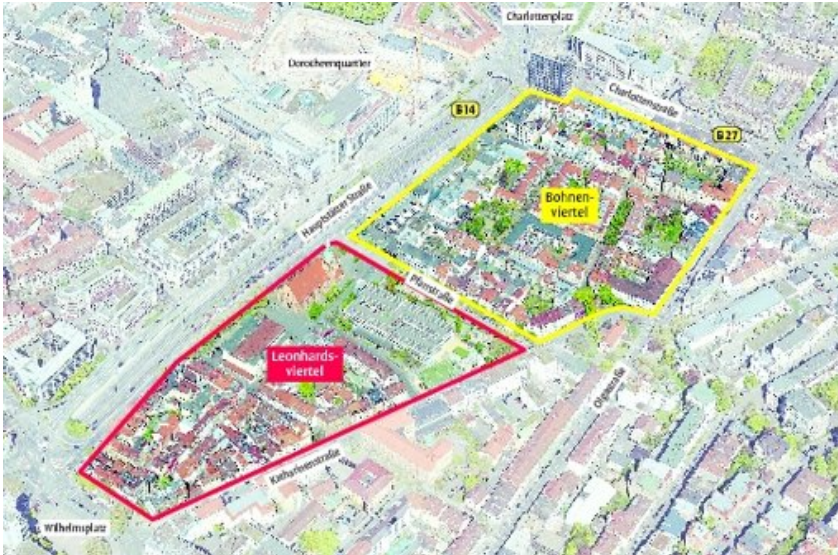 Charlottenplatz
Dorotheenquartier
Charlottenstraße
B14
B27
Hauptstätter Straße
Bohnen-
viertel
Pfarrstraße
Leonhards-
viertel
Olgastraße
Katharinenstraße
Wilhelmsplatz